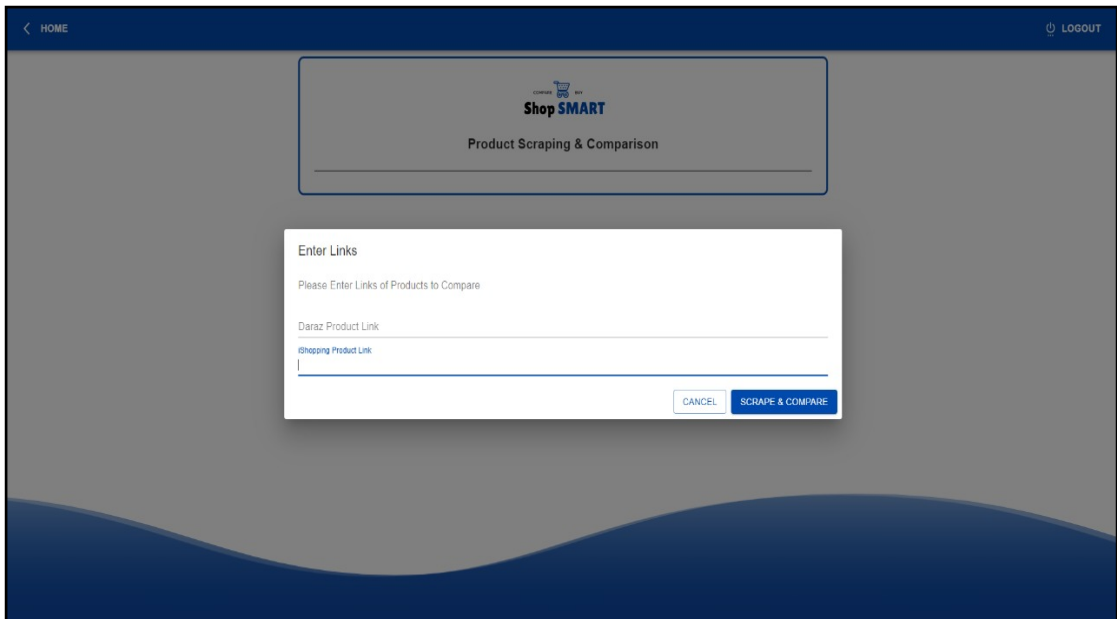 HOME
LOGOUT
COMPARE BUY
Shop SMART
Product Scraping & Comparison
Enter Links
Please Enter Links of Products to Compare
Daraz Product Link
iShopping Product Link
CANCEL SCRAPE & COMPARE